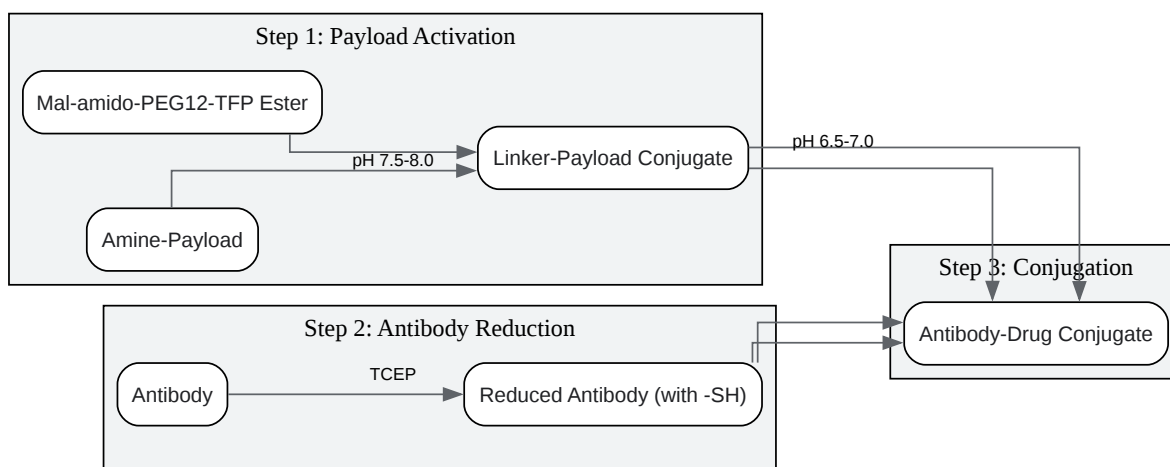 Step 1: Payload Activation
Mal-amido-PEG12-TFP Ester
pH 7.5-8.0
Linker-Payload Conjugate
pH 6.5-7.0
Amine-Payload
Step 2: Antibody Reduction
Antibody
TCEP
Reduced Antibody (with -SH)
Step 3: Conjugation
Antibody-Drug Conjugate